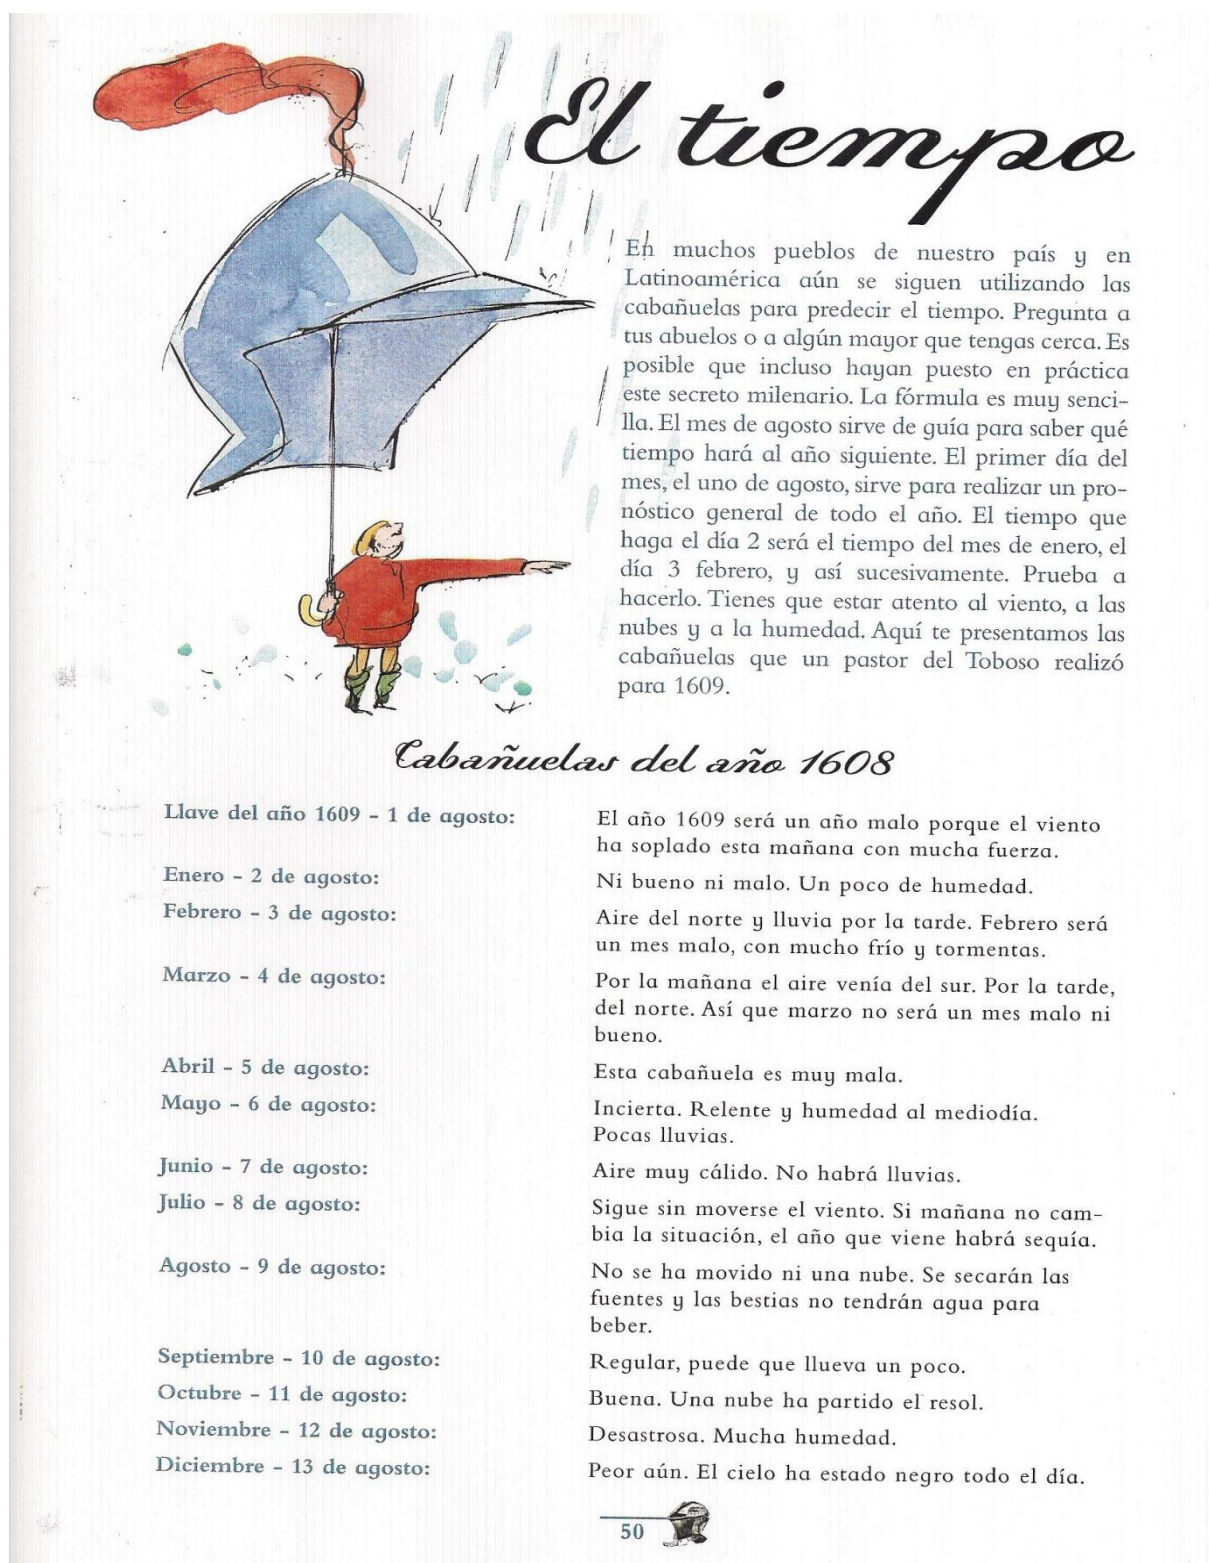 El tiempo
En muchos pueblos de nuestro país y en
Latinoamérica aún se siguen utilizando las
cabañuelas para predecir el tiempo. Pregunta a
tus abuelos o a algún mayor que tengas cerca. Es
posible que incluso hayan puesto en práctica
este secreto milenario. La fórmula es muy senci-
lla. El mes de agosto sirve de guía para saber qué
tiempo hará al año siguiente. El primer día del
mes, el uno de agosto, sirve para realizar un pro-
nóstico general de todo el año. El tiempo que
haga el día 2 será el tiempo del mes de enero, el
día 3 febrero, y así sucesivamente. Prueba a
hacerlo. Tienes que estar atento al viento, a las
nubes y a la humedad. Aquí te presentamos las
cabañuelas que un pastor del Toboso realizó
para 1609.
Cabañuelas del año 1608
Llave del año 1609 - 1 de agosto: El año 1609 será un año malo porque el viento
ha soplado esta mañana con mucha fuerza.
Enero - 2 de agosto: Ni bueno ni malo. Un poco de humedad.
Febrero - 3 de agosto: Aire del norte y lluvia por la tarde. Febrero será
un mes malo, con mucho frío y tormentas.
Marzo - 4 de agosto: Por la mañana el aire venía del sur. Por la tarde,
del norte. Así que marzo no será un mes malo ni
bueno.
Abril - 5 de agosto: Esta cabañuela es muy mala.
Mayo - 6 de agosto: Incierta. Relente y humedad al mediodía.
Pocas lluvias.
Junio - 7 de agosto: Aire muy cálido. No habrá lluvias.
Julio - 8 de agosto: Sigue sin moverse el viento. Si mañana no cam-
bia la situación, el año que viene habrá sequía.
Agosto - 9 de agosto: No se ha movido ni una nube. Se secarán las
fuentes y las bestias no tendrán agua para
beber.
Septiembre - 10 de agosto: Regular, puede que llueva un poco.
Octubre - 11 de agosto: Buena. Una nube ha partido el resol.
Noviembre - 12 de agosto: Desastrosa. Mucha humedad.
Diciembre - 13 de agosto: Peor aún. El cielo ha estado negro todo el día.
50